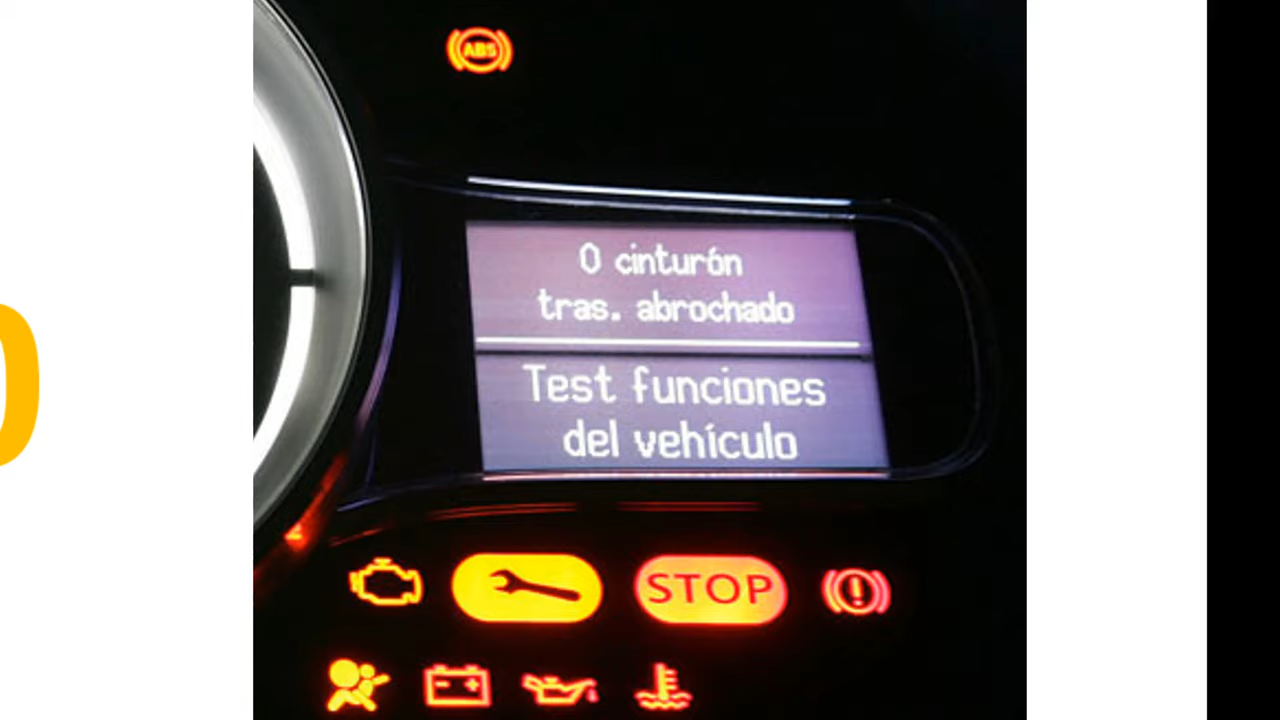 ABS
0 cinturón
tras. abrochado
Test funciones
del vehículo
STOP